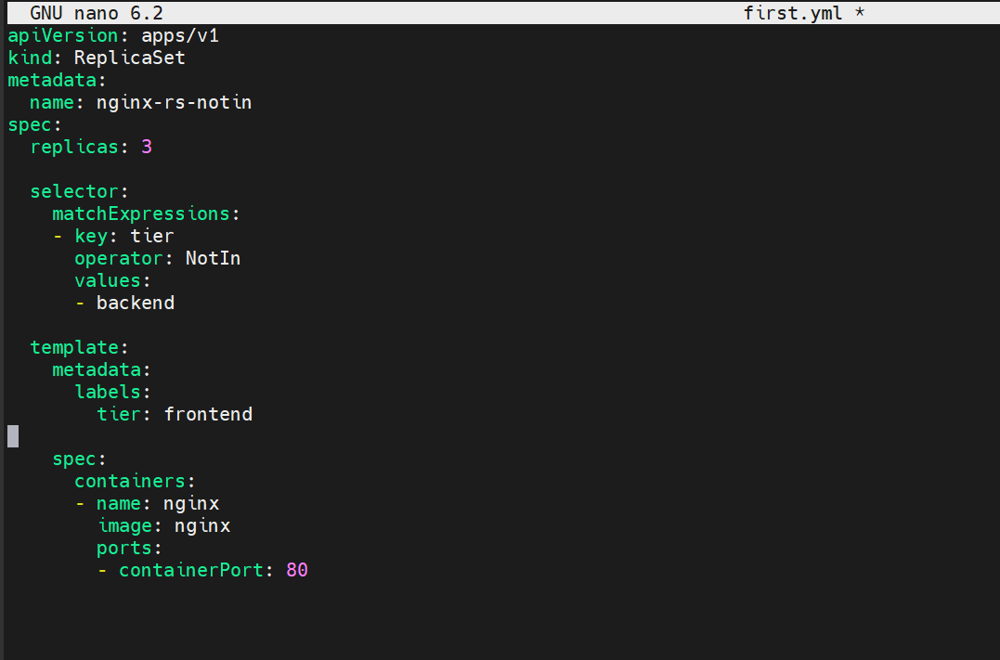 GNU nano 6.2 first.yml *
apiVersion: apps/v1
kind: ReplicaSet
metadata:
  name: nginx-rs-notin
spec:
  replicas: 3

  selector:
    matchExpressions:
    - key: tier
      operator: NotIn
      values:
      - backend

  template:
    metadata:
      labels:
        tier: frontend

    spec:
      containers:
      - name: nginx
        image: nginx
        ports:
        - containerPort: 80